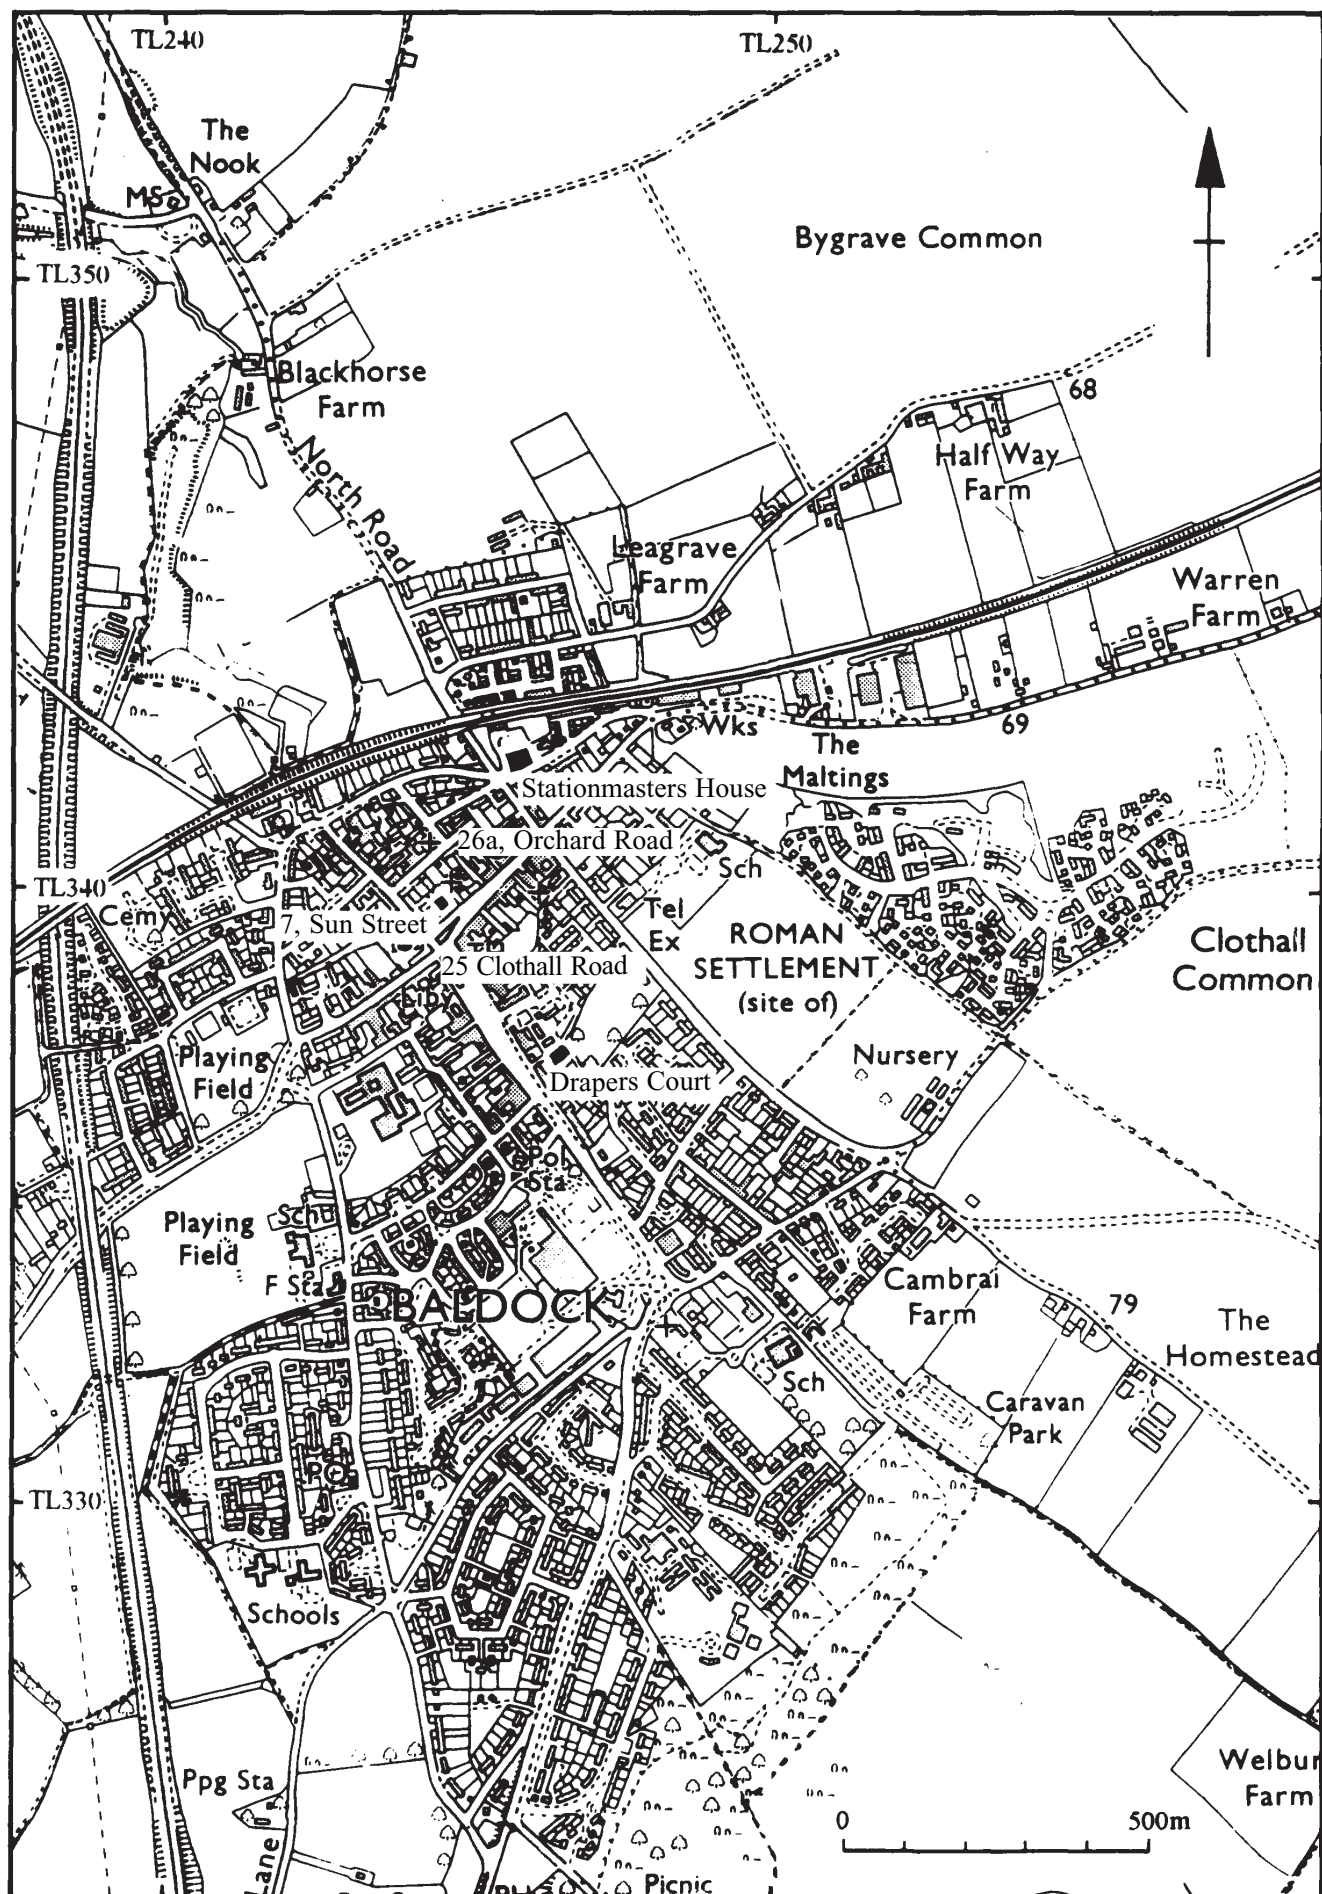 TL240
TL250
The
Nook
MS
Bygrave Common
TL350
Blackhorse
Farm
68
North Road
Half Way
Farm
Leagrave
Farm
Warren
Farm
Wks
69
The
Maltings
Stationmasters House
26a, Orchard Road
Sch
TL340
Cemy
Tel
Ex
7, Sun Street
ROMAN
SETTLEMENT
(site of)
Clothall
Common
25 Clothall Road
Liby
Playing
Field
Nursery
Drapers Court
Pol
Sta
Playing
Field
Sch
F Sta
BALDOCK
Cambrai
Farm
79
The
Homestead
Sch
Caravan
Park
PO
TL330
Schools
Ppg Sta
Welbur
Farm
0
500m
Lane
Picnic